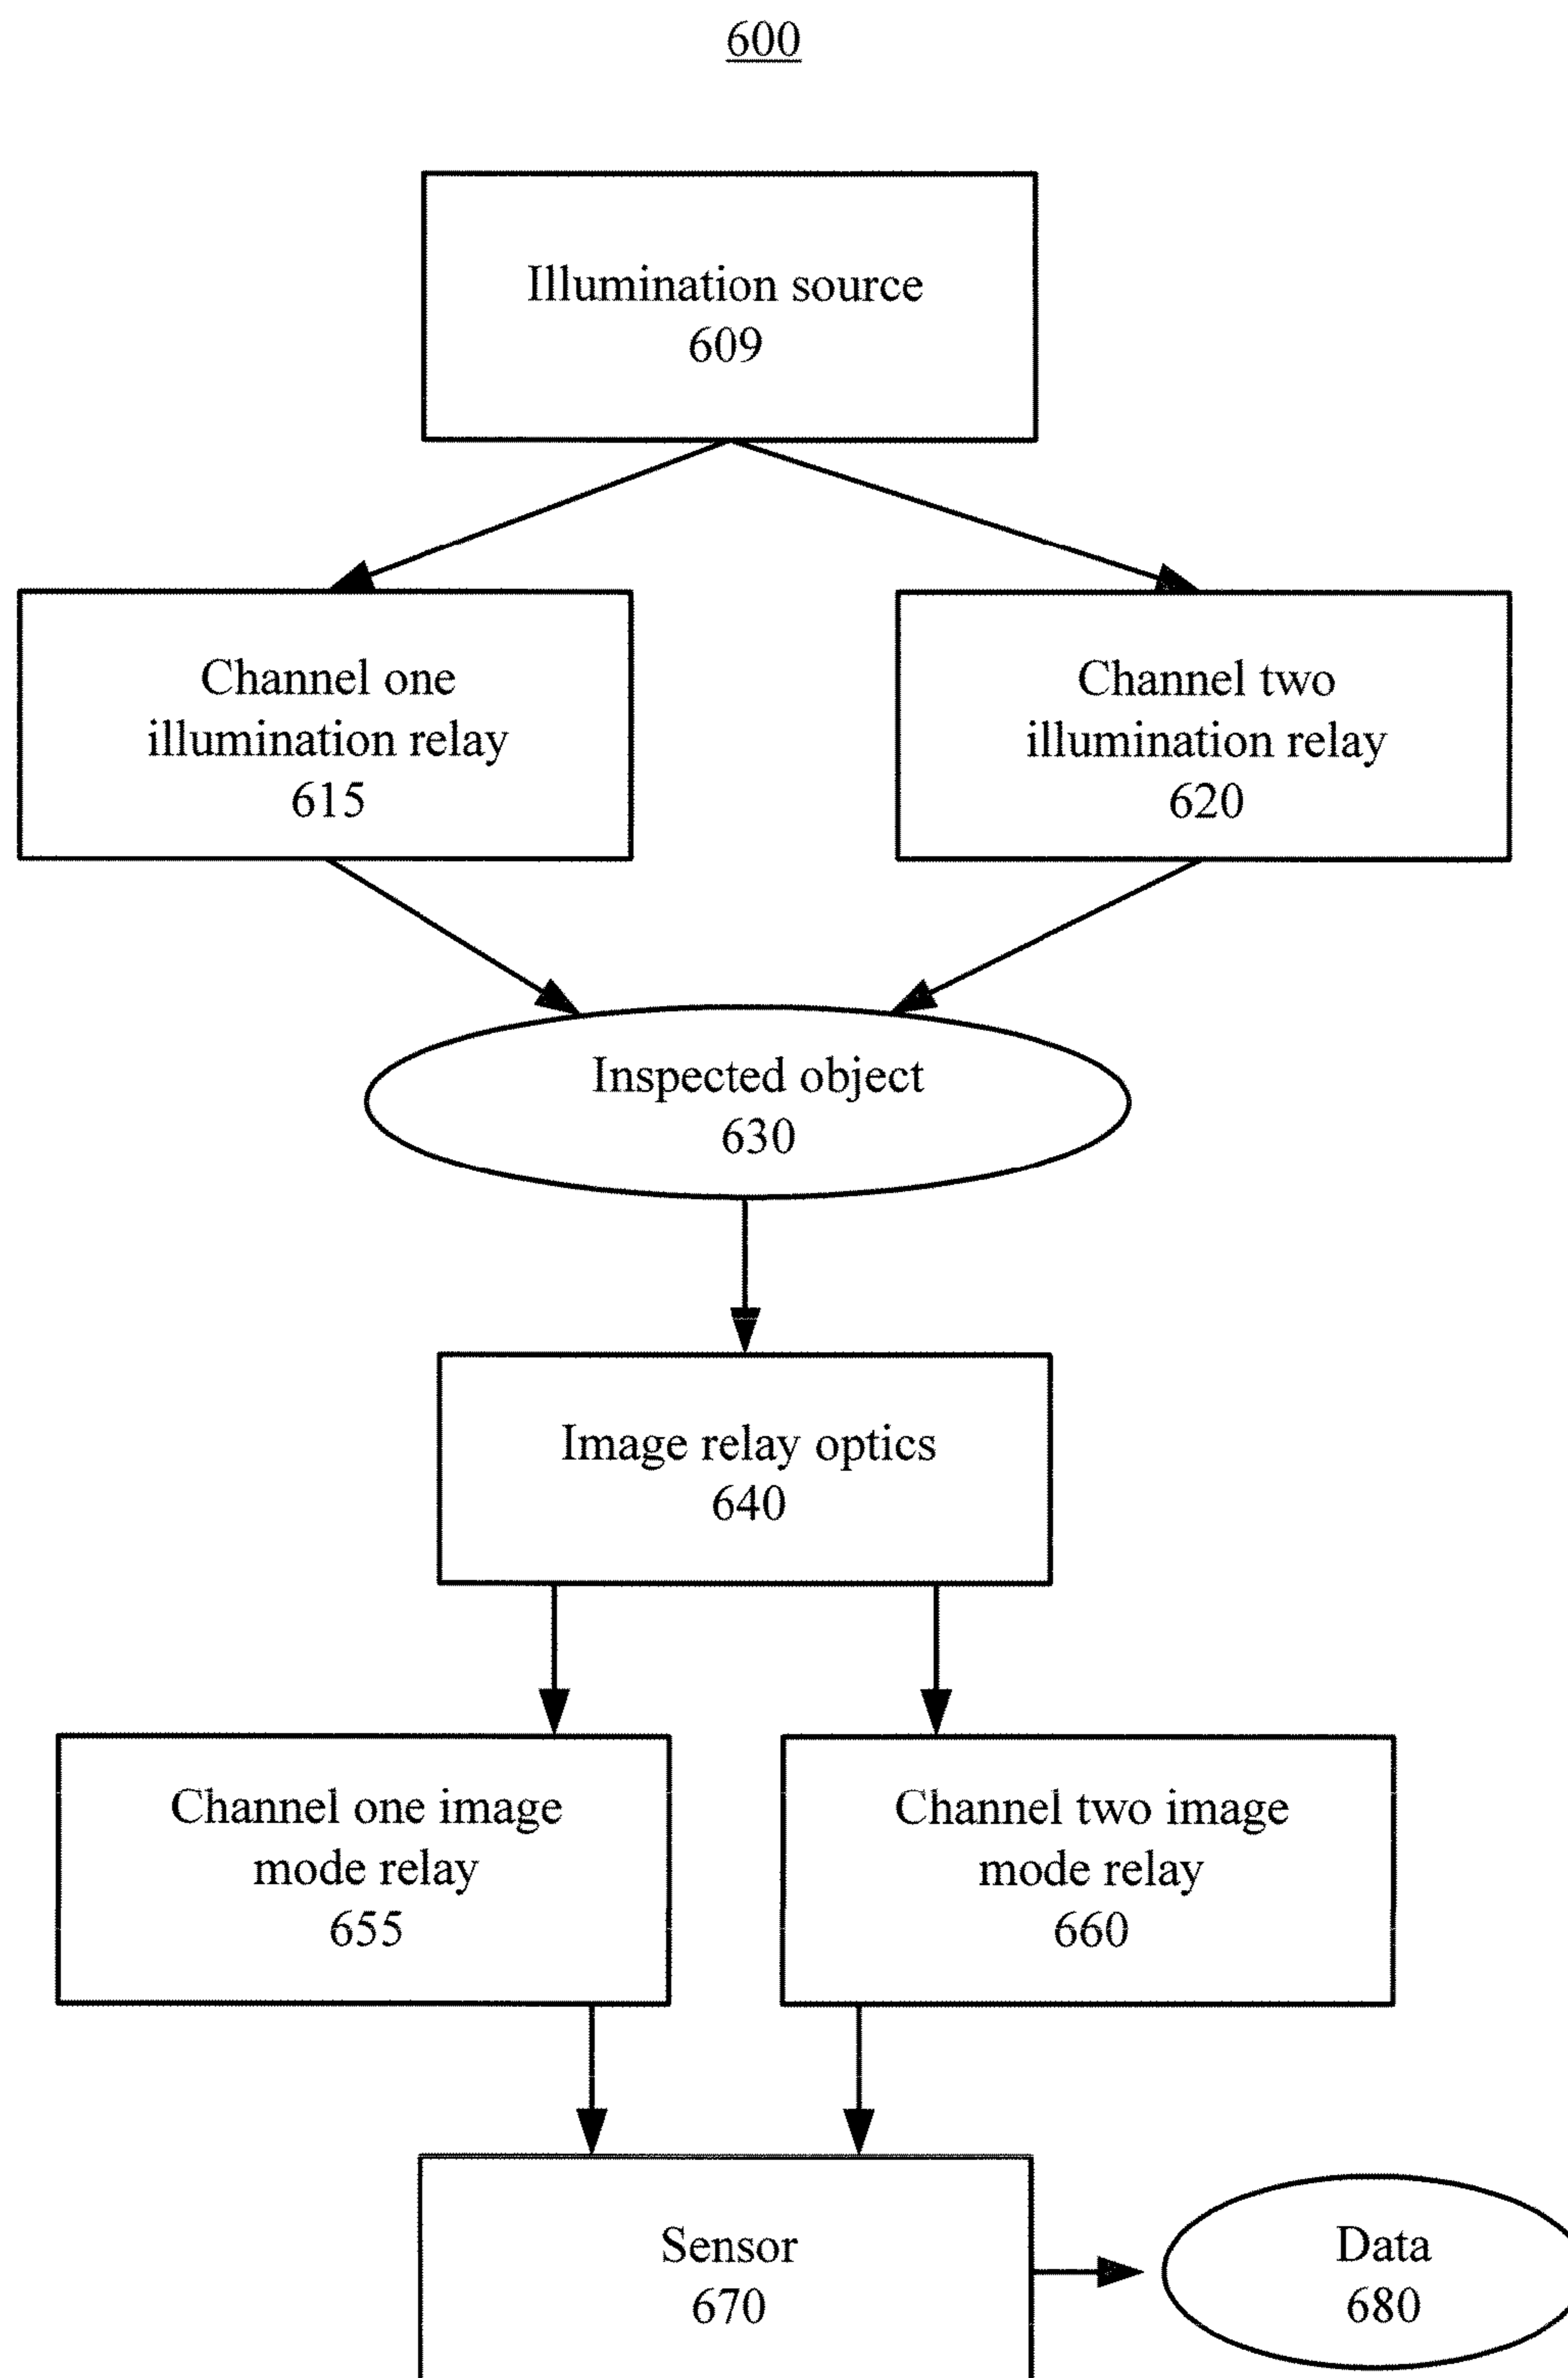 600
Illumination source
609
Channel one
illumination relay
615
Channel two
illumination relay
620
Inspected object
630
Image relay optics
640
Channel one image
mode relay
655
Channel two image
mode relay
660
Sensor
670
Data
680